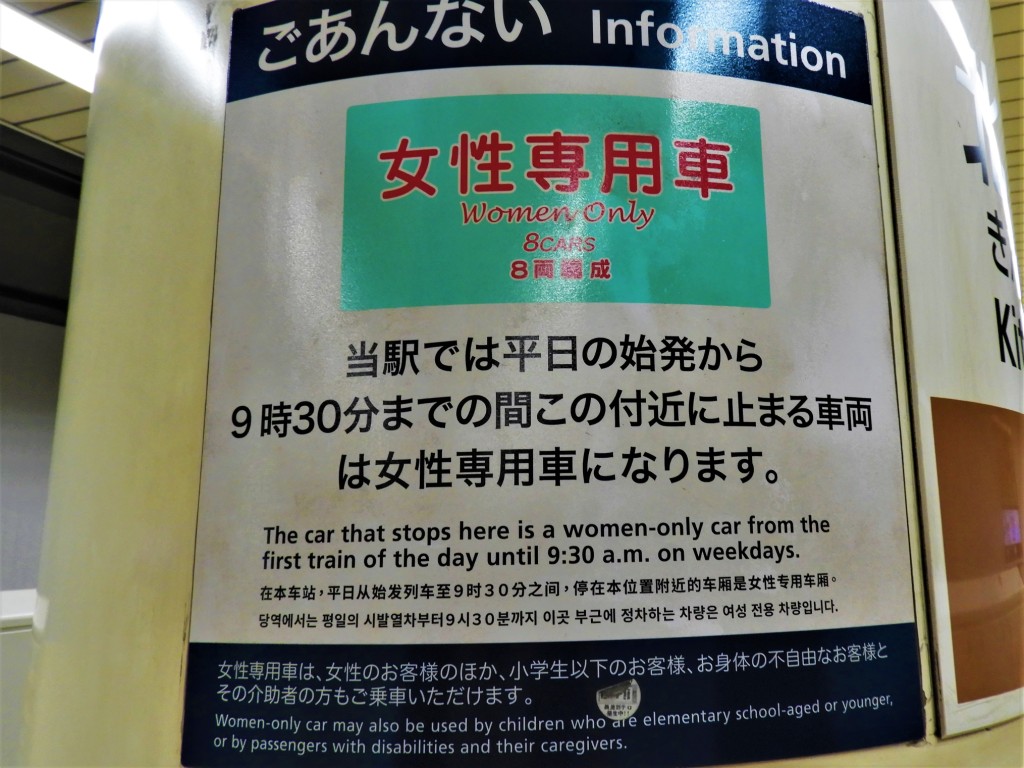 ごあんない Information
女性専用車
Women Only
8CARS
8両編成
当駅では平日の始発から
9時30分までの間この付近に止まる車両
は女性専用車になります。
The car that stops here is a women-only car from the
first train of the day until 9:30 a.m. on weekdays.
在本车站，平日从始发列车至9时30分之间，停在本位置附近的车厢是女性专用车厢。
당역에서는 평일의 시발열차부터9시30분까지 이곳 부근에 정차하는 차량은 여성 전용 차량입니다.
女性専用車は、女性のお客様のほか、小学生以下のお客様、お身体の不自由なお客様と
その介助者の方もご乗車いただけます。
Women-only car may also be used by children who are elementary school-aged or younger,
or by passengers with disabilities and their caregivers.